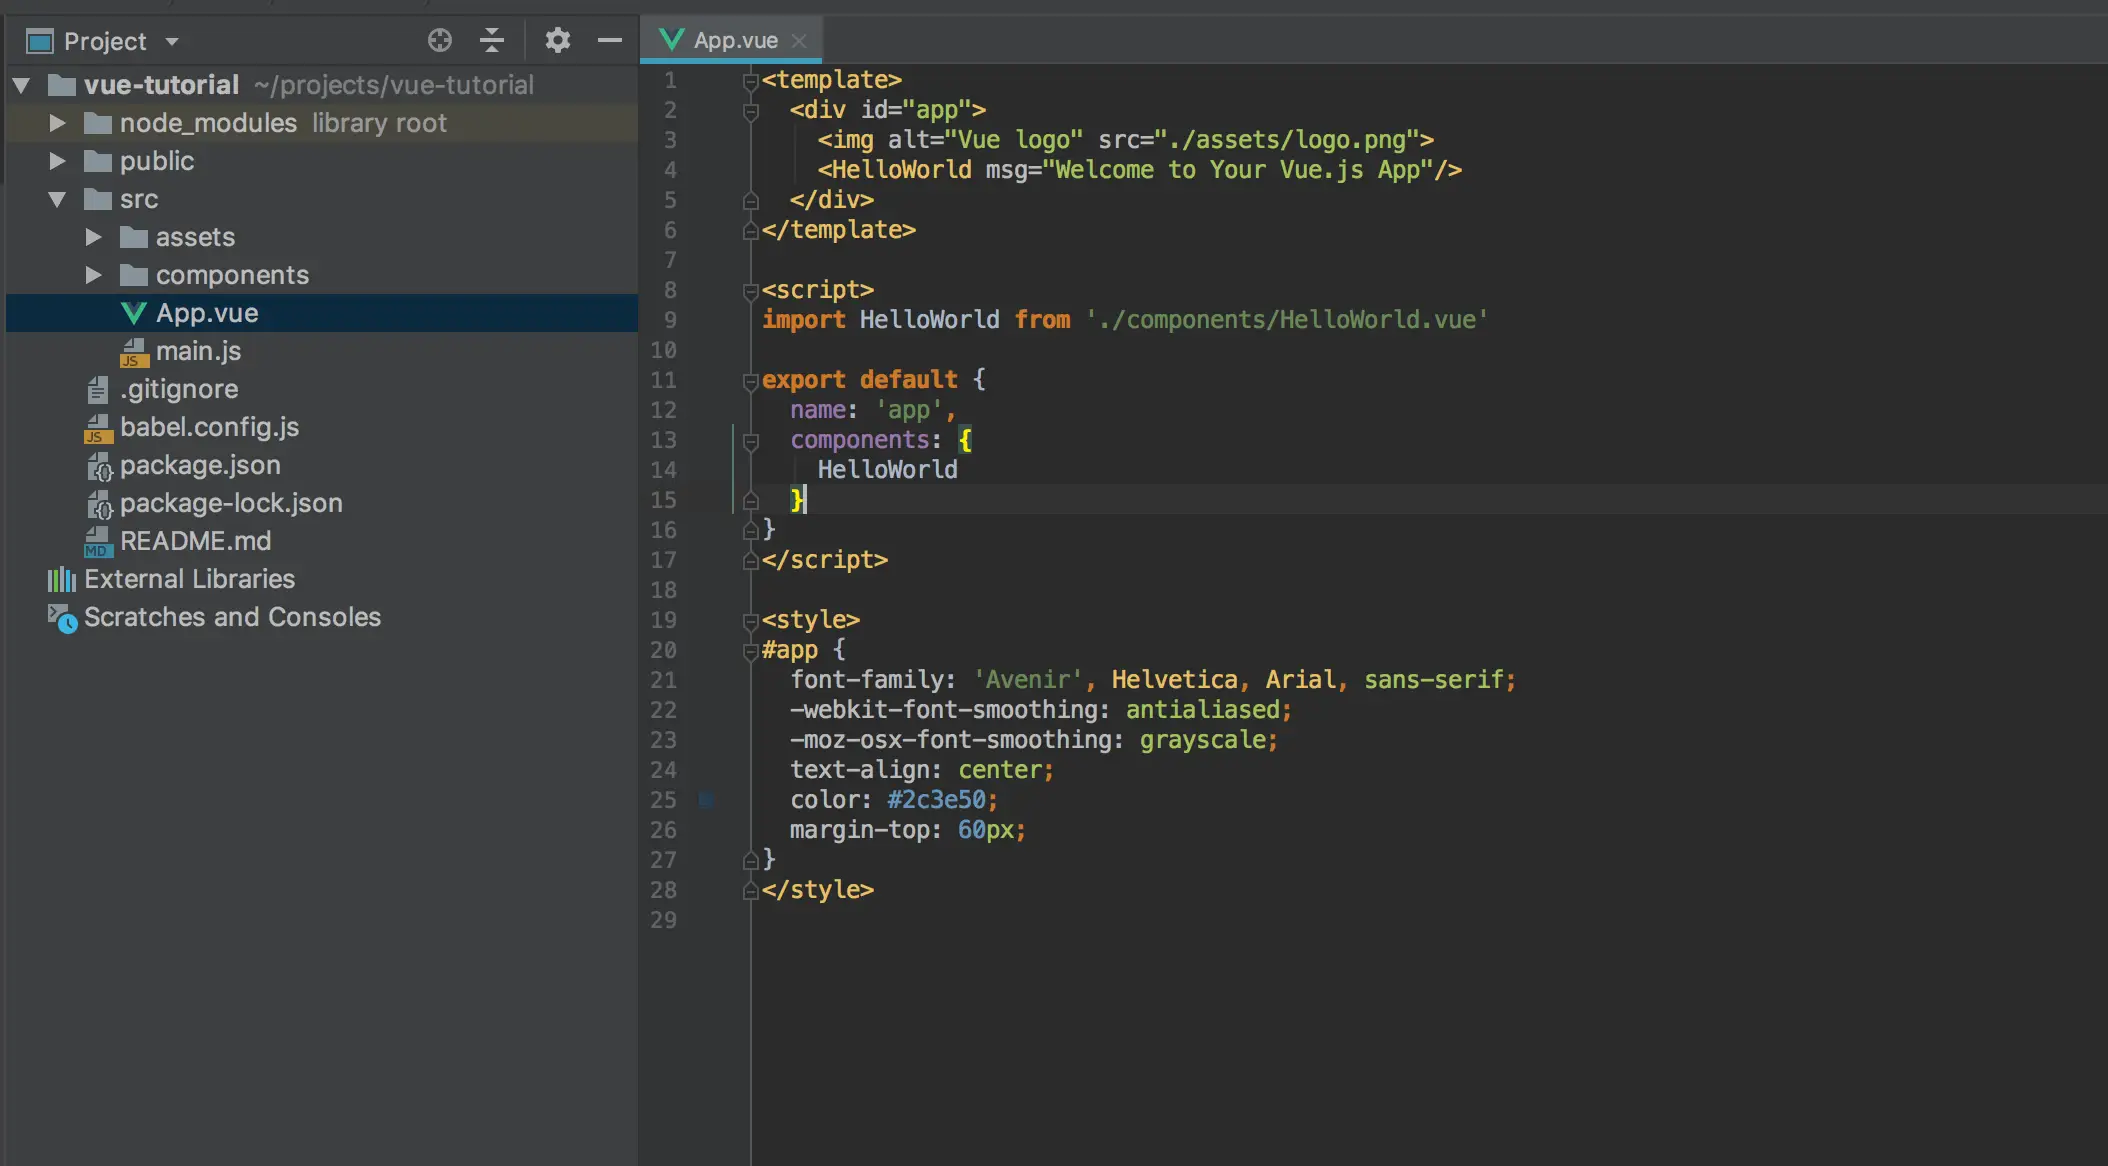 Project
vue-tutorial ~/projects/vue-tutorial
node_modules library root
public
src
assets
components
App.vue
JS main.js
.gitignore
JS babel.config.js
package.json
package-lock.json
MD README.md
External Libraries
Scratches and Consoles
App.vue
1 <template>
2   <div id="app">
3     <img alt="Vue logo" src="./assets/logo.png">
4     <HelloWorld msg="Welcome to Your Vue.js App"/>
5   </div>
6 </template>
7
8 <script>
9 import HelloWorld from './components/HelloWorld.vue'
10
11 export default {
12   name: 'app',
13   components: {
14     HelloWorld
15   }
16 }
17 </script>
18
19 <style>
20 #app {
21   font-family: 'Avenir', Helvetica, Arial, sans-serif;
22   -webkit-font-smoothing: antialiased;
23   -moz-osx-font-smoothing: grayscale;
24   text-align: center;
25   color: #2c3e50;
26   margin-top: 60px;
27 }
28 </style>
29